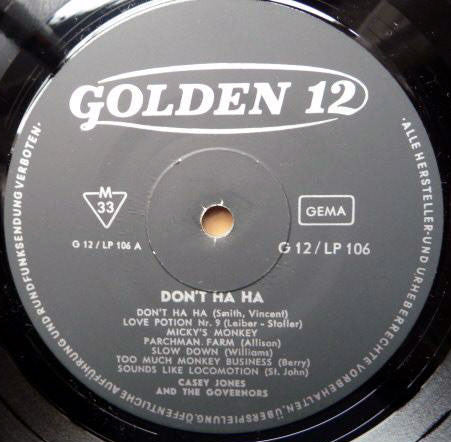 GOLDEN 12
M
33
GEMA
G 12 / LP 106 A
G 12 / LP 106
DON'T HA HA
DON'T HA HA (Smith, Vincent)
LOVE POTION Nr. 9 (Leiber - Stoller)
MICKY'S MONKEY
PARCHMAN FARM (Allison)
SLOW DOWN (Williams)
TOO MUCH MONKEY BUSINESS (Berry)
SOUNDS LIKE LOCOMOTION (St. John)
CASEY JONES
AND THE GOVERNORS
·ALLE HERSTELLER-UND URHEBERRECHTE VORBEHALTEN, ÜBERSPIELUNG, ÖFFENTLICHE AUFFÜHRUNG UND RUNDFUNKSENDUNG VERBOTEN·